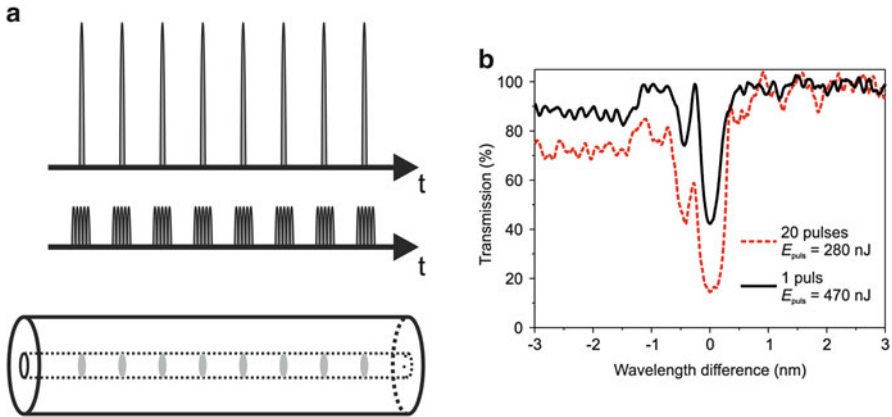 a
t
t
b
Transmission (%)
100
80
60
40
20
0
20 pulses
E_puls = 280 nJ
1 puls
E_puls = 470 nJ
-3
-2
-1
0
1
2
3
Wavelength difference (nm)